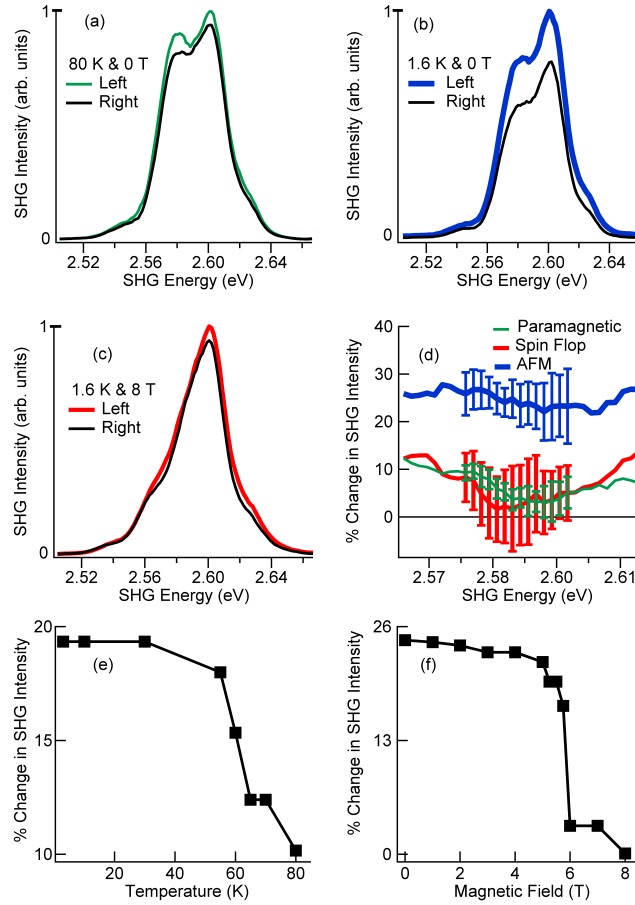 (a)
1
80 K & 0 T
Left
Right
0
SHG Intensity (arb. units)
2.52 2.56 2.60 2.64
SHG Energy (eV)
(b)
1
1.6 K & 0 T
Left
Right
0
SHG Intensity (arb. units)
2.52 2.56 2.60 2.64
SHG Energy (eV)
(c)
1
1.6 K & 8 T
Left
Right
0
SHG Intensity (arb. units)
2.52 2.56 2.60 2.64
SHG Energy (eV)
(d)
Paramagnetic
Spin Flop
AFM
40
30
20
10
0
% Change in SHG Intensity
2.57 2.58 2.60 2.61
SHG Energy (eV)
(e)
20
15
10
% Change in SHG Intensity
20 40 60 80
Temperature (K)
(f)
26
13
0
% Change in SHG Intensity
0 2 4 6 8
Magnetic Field (T)